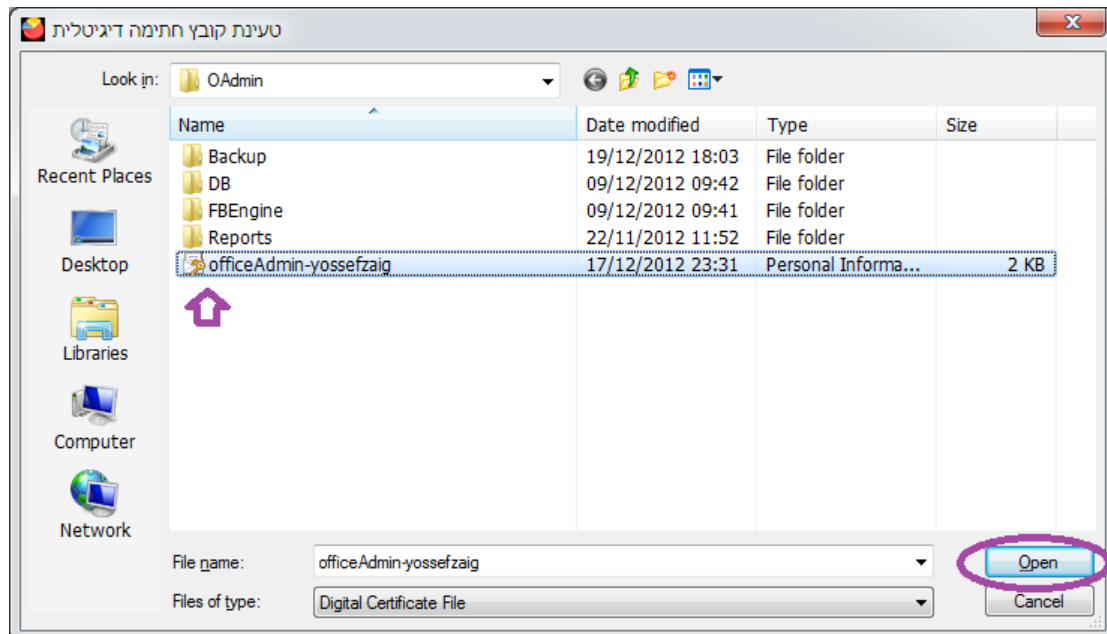 טעינת קובץ חתימה דיגיטלית
Look in: OAdmin
Name Date modified Type Size
Backup 19/12/2012 18:03 File folder
DB 09/12/2012 09:42 File folder
FBEngine 09/12/2012 09:41 File folder
Reports 22/11/2012 11:52 File folder
officeAdmin-yossefzaig 17/12/2012 23:31 Personal Informa... 2 KB
Recent Places
Desktop
Libraries
Computer
Network
File name: officeAdmin-yossefzaig Open
Files of type: Digital Certificate File Cancel